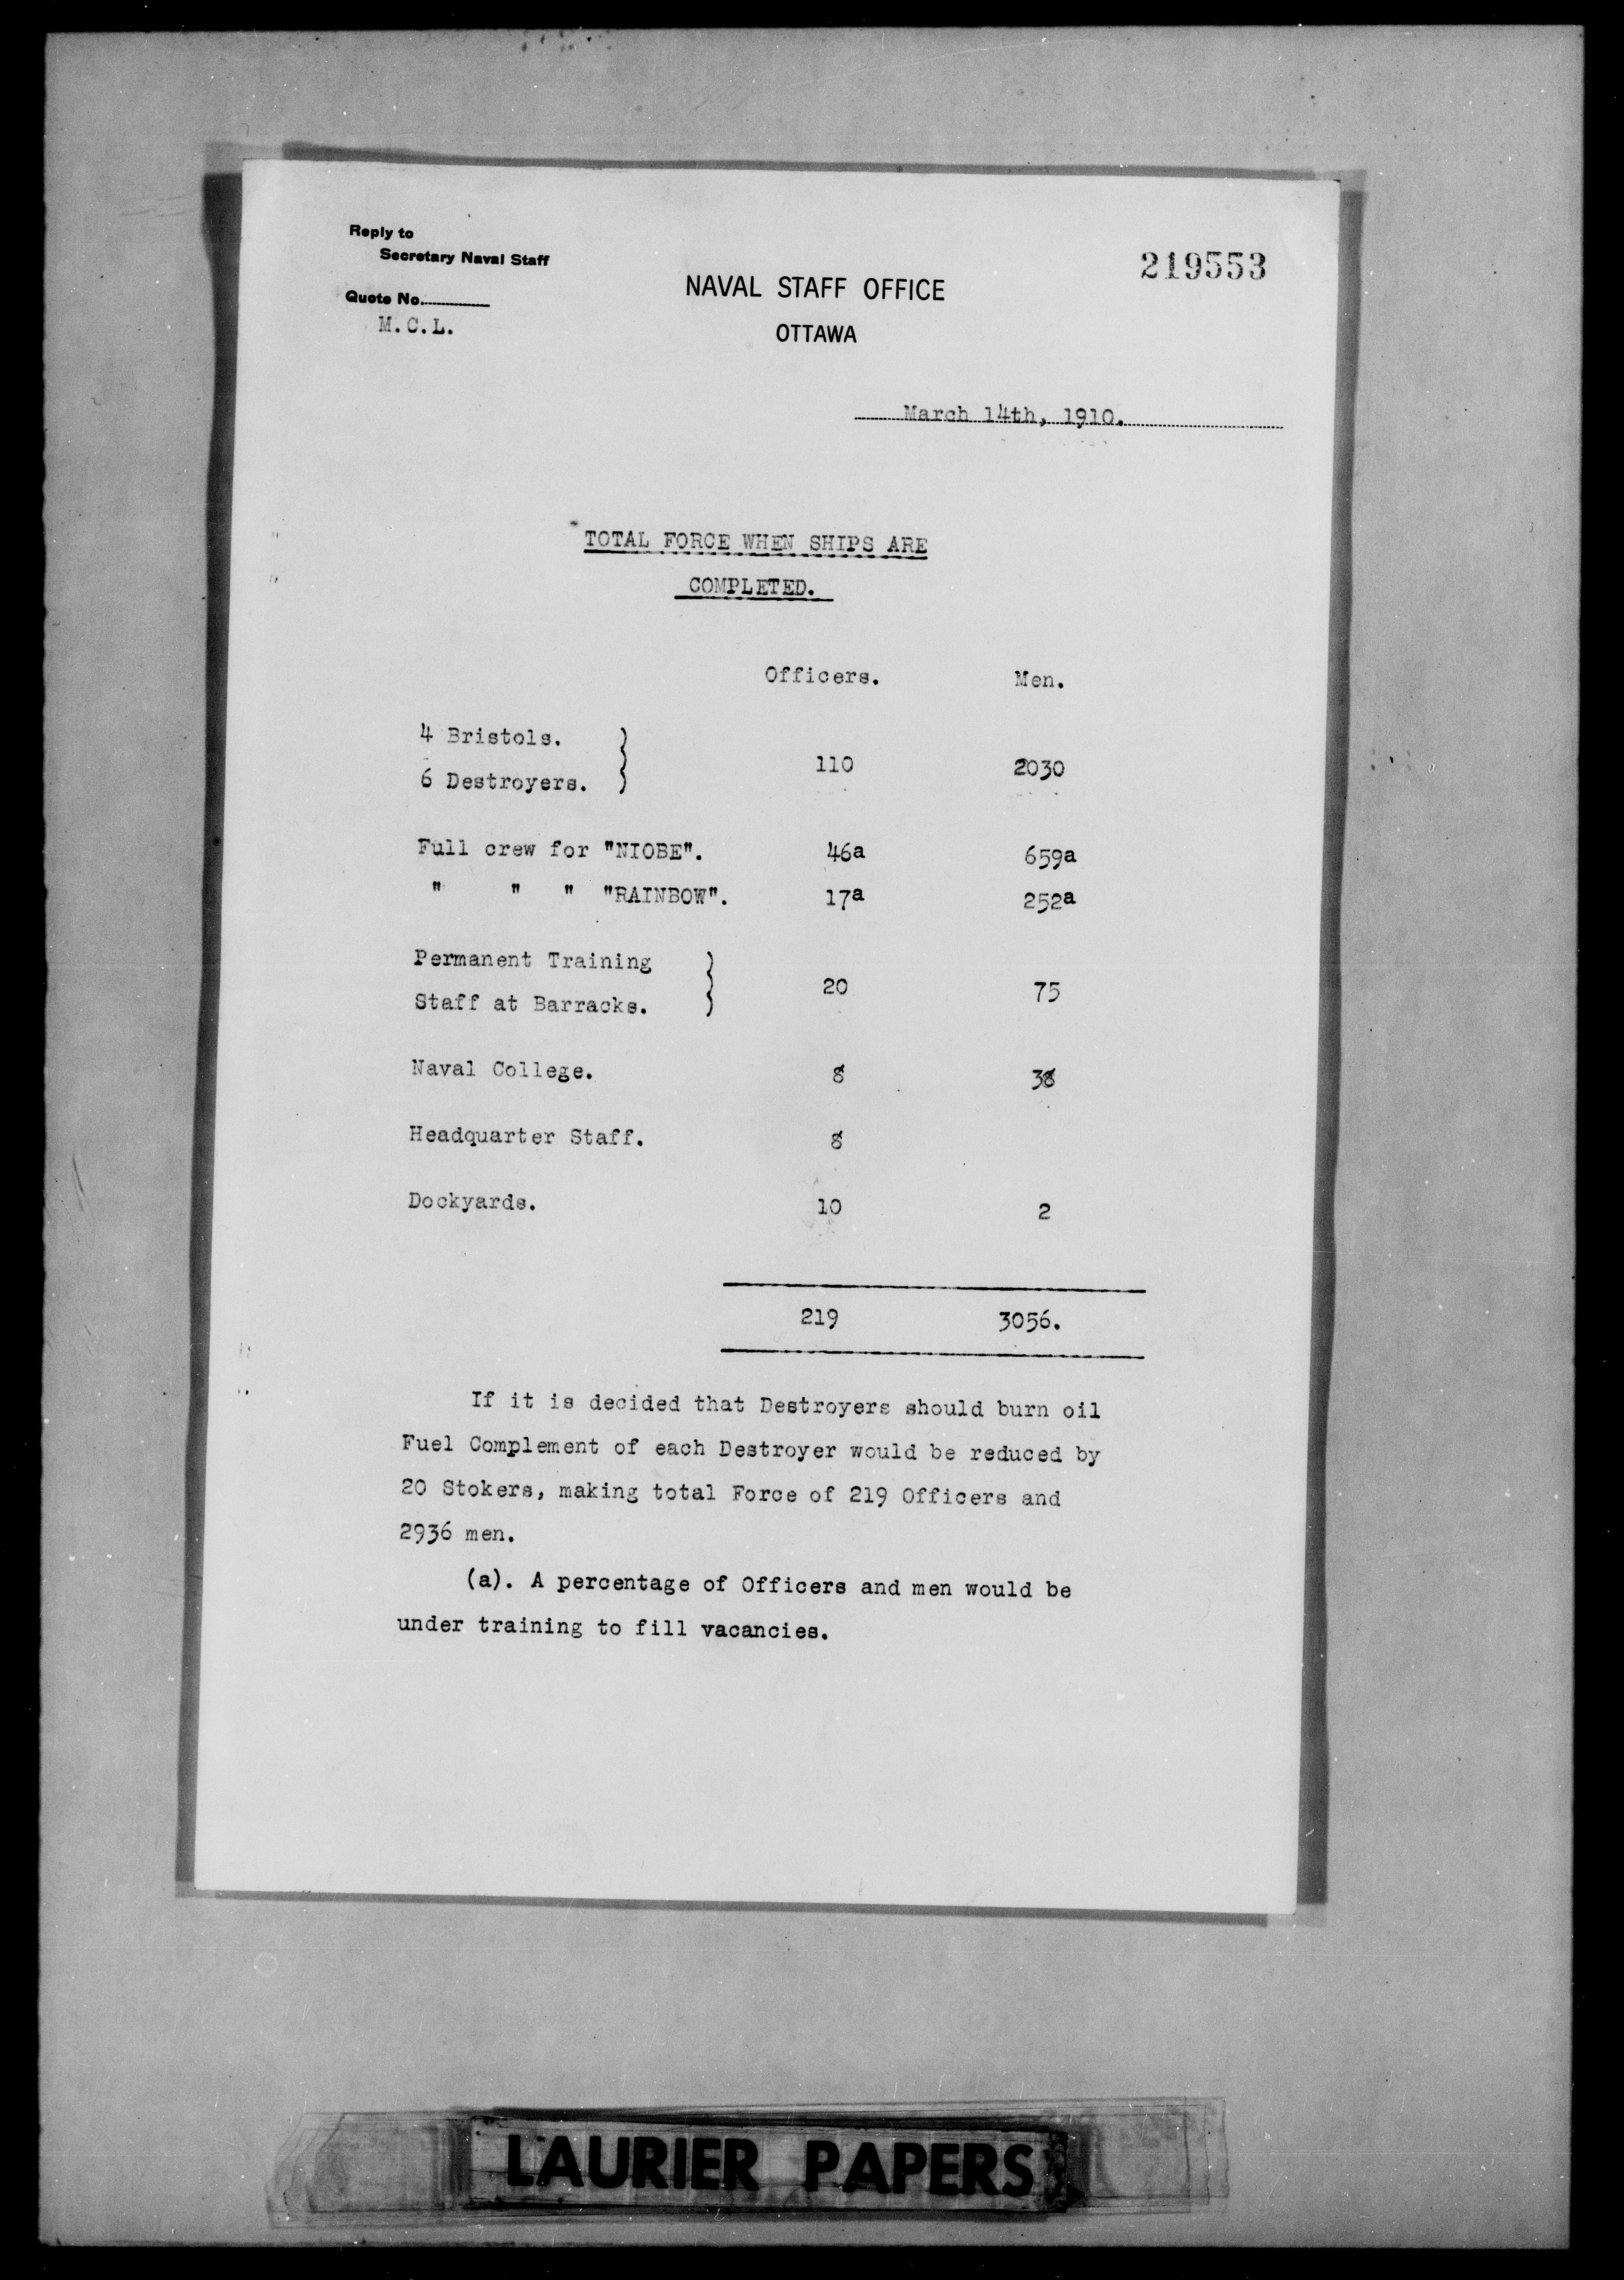 Reply to
Secretary Naval Staff
219553
NAVAL STAFF OFFICE
Quote No.
M.C.L.
OTTAWA
March 14th, 1910.
TOTAL FORCE WHEN SHIPS ARE
COMPLETED.
Officers. Men.
4 Bristols.
110 2030
6 Destroyers.
Full crew for "NIOBE". 46a 659a
" " " "RAINBOW". 17a 252a
Permanent Training
20 75
Staff at Barracks.
Naval College. 8 38
Headquarter Staff. 8
Dockyards. 10 2
219 3056.
If it is decided that Destroyers should burn oil
Fuel Complement of each Destroyer would be reduced by
20 Stokers, making total Force of 219 Officers and
2936 men.
(a). A percentage of Officers and men would be
under training to fill vacancies.
LAURIER PAPERS